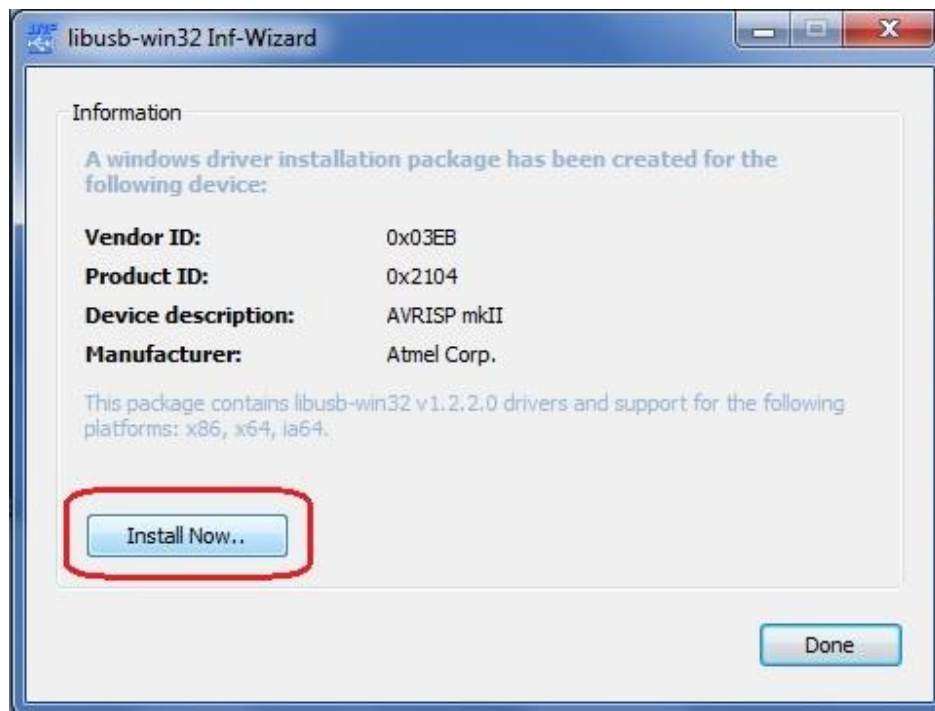 libusb-win32 Inf-Wizard
Information
A windows driver installation package has been created for the
following device:
Vendor ID: 0x03EB
Product ID: 0x2104
Device description: AVRISP mkII
Manufacturer: Atmel Corp.
This package contains libusb-win32 v1.2.2.0 drivers and support for the following
platforms: x86, x64, ia64.
Install Now..
Done